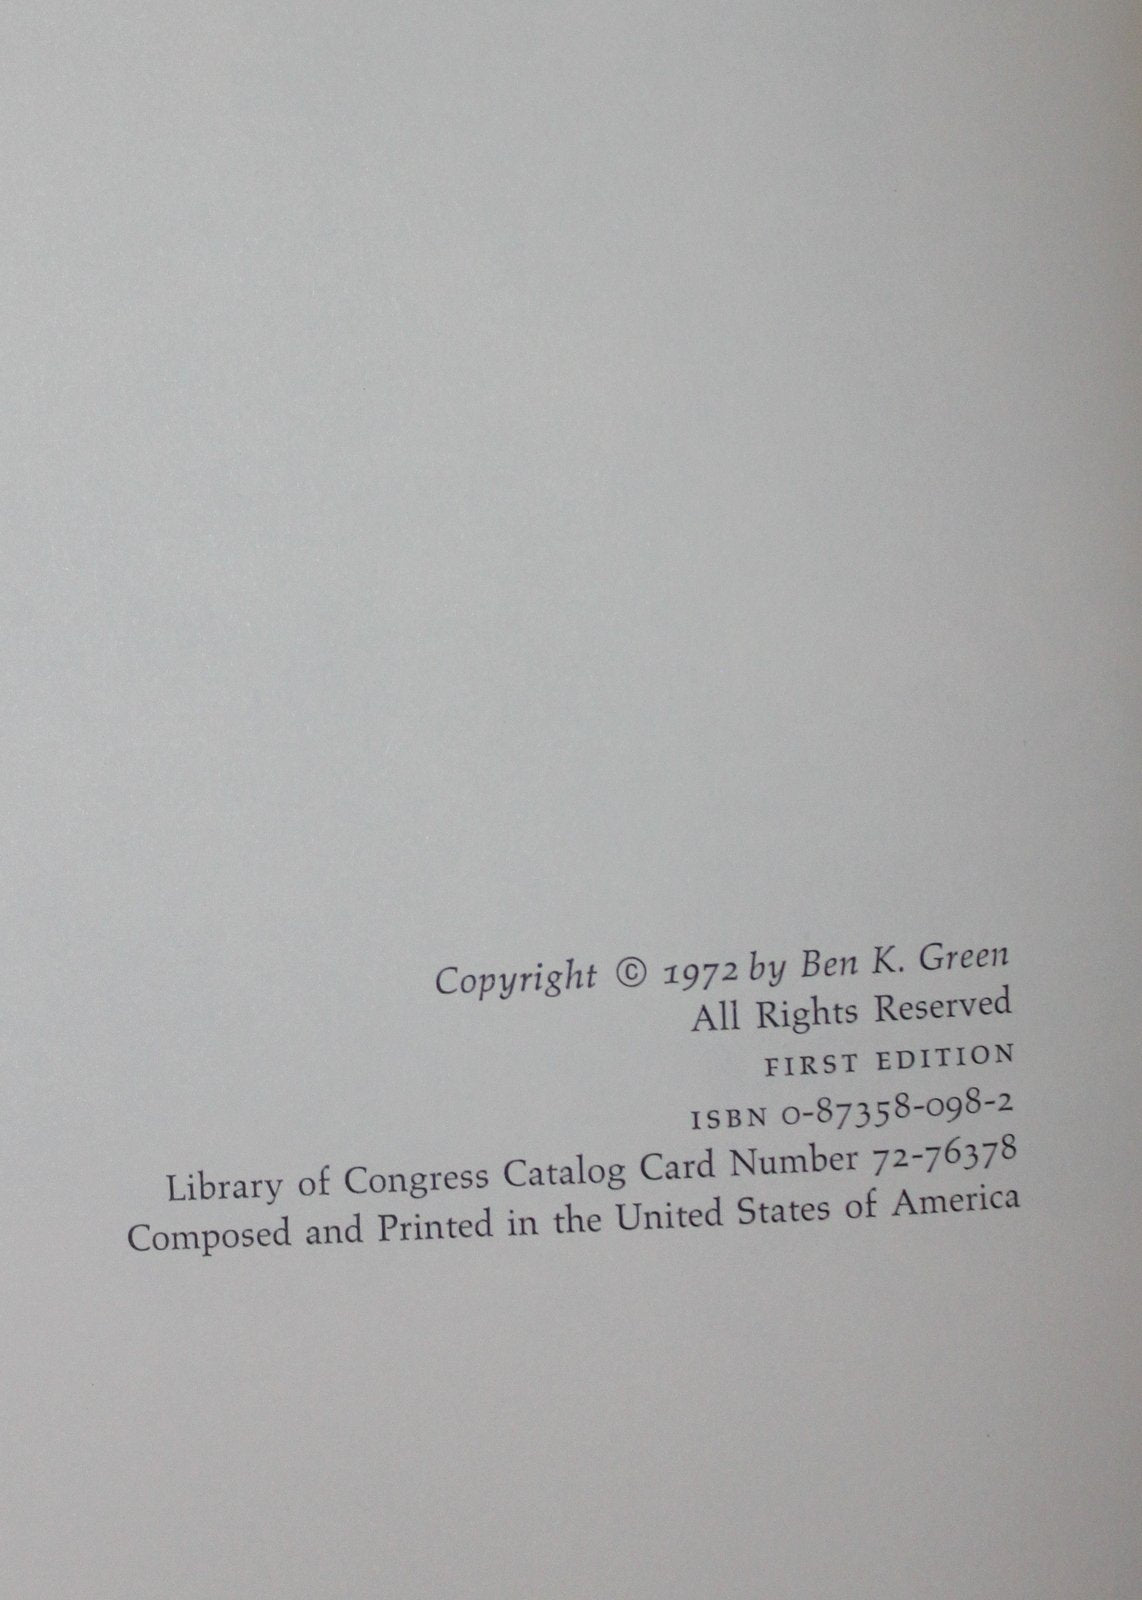 Copyright © 1972 by Ben K. Green
All Rights Reserved
FIRST EDITION
ISBN 0-87358-098-2
Library of Congress Catalog Card Number 72-76378
Composed and Printed in the United States of America